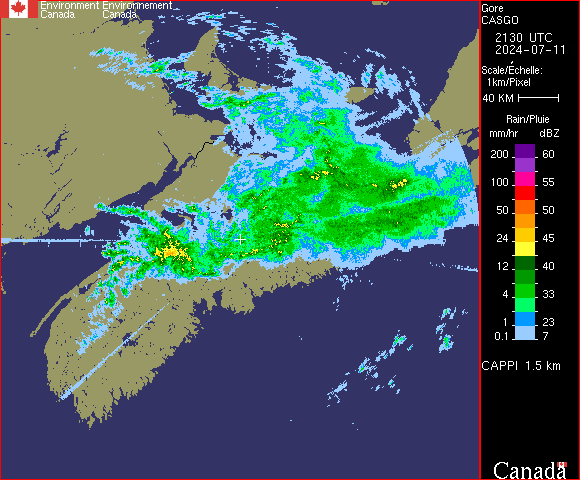 Environment Environnement
Canada Canada
Gore
CASGO
2130 UTC
2024-07-11
Scale/Échelle:
1km/Pixel
40 KM
Rain/Pluie
mm/hr dBZ
200 60
100 55
50 50
24 45
12 40
4 33
1 23
0.1 7
CAPPI 1.5 km
Canada